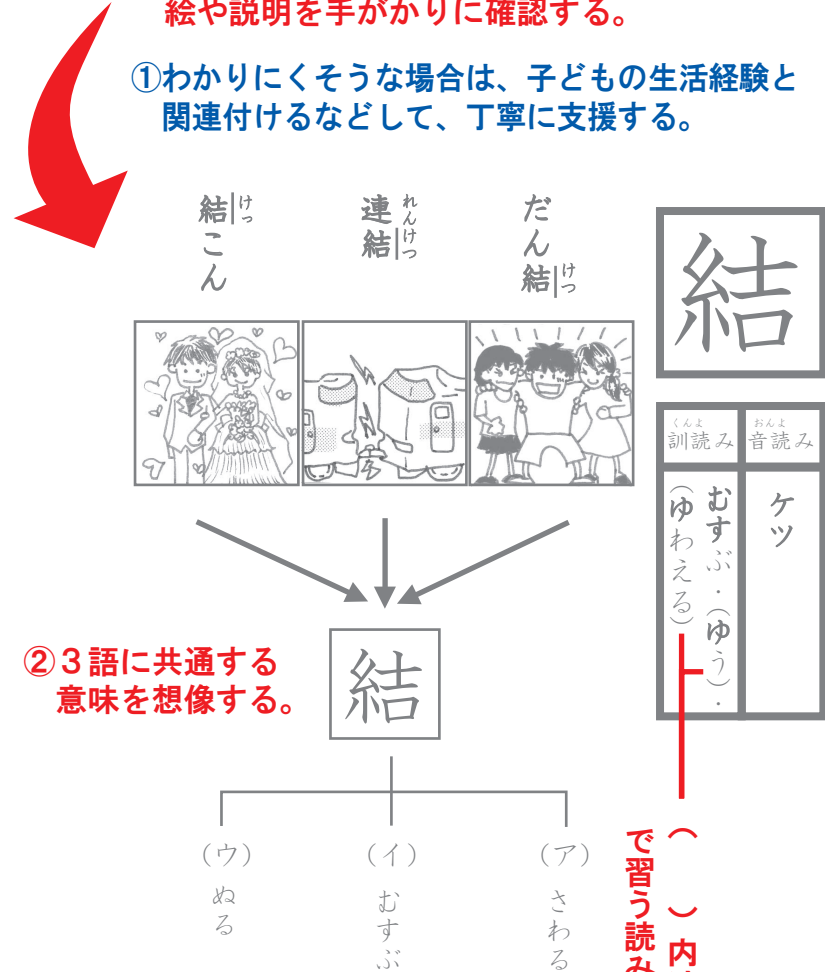 絵や説明を手がかりに確認する。
①わかりにくそうな場合は、子どもの生活経験と
関連付けるなどして、丁寧に支援する。
結
おんよ
音読み
ケツ
くんよ
訓読み
むすぶ・(ゆう)・
(ゆわえる)
けっ
だん結
れんけつ
連結
けっ
結こん
②3語に共通する
意味を想像する。
結
(ア) さわる
(イ) むすぶ
(ウ) ぬる
( )内
で習う読み